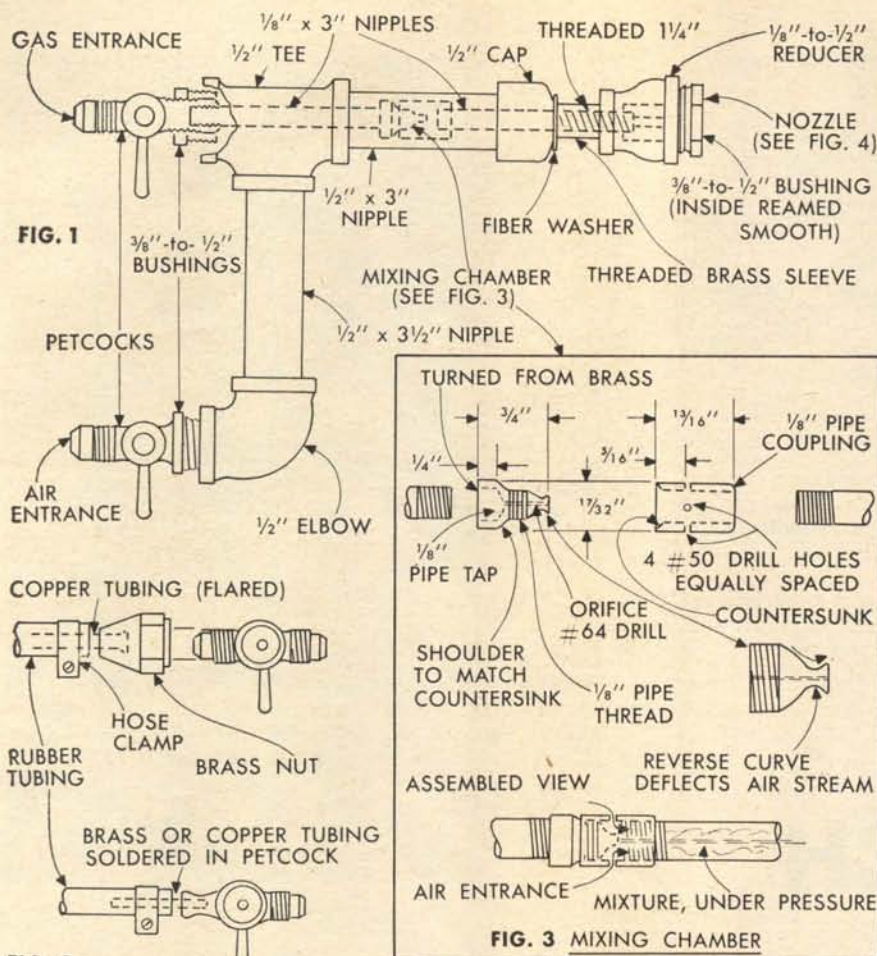 GAS ENTRANCE
1/8" x 3" NIPPLES
1/2" TEE
1/2" CAP
THREADED 1 1/4"
1/8"-to-1/2"
REDUCER
NOZZLE
(SEE FIG. 4)
3/8"-to-1/2" BUSHING
(INSIDE REAMED
SMOOTH)
1/2" x 3"
NIPPLE
FIBER WASHER
THREADED BRASS SLEEVE
FIG. 1
3/8"-to-1/2"
BUSHINGS
MIXING CHAMBER
(SEE FIG. 3)
1/2" x 3 1/2" NIPPLE
PETCOCKS
AIR
ENTRANCE
1/2" ELBOW
COPPER TUBING (FLARED)
HOSE
CLAMP
BRASS NUT
RUBBER
TUBING
BRASS OR COPPER TUBING
SOLDERED IN PETCOCK
TURNED FROM BRASS
3/4"
13/16"
1/8" PIPE
COUPLING
1/4"
5/16"
17/32"
1/8"
PIPE TAP
4 #50 DRILL HOLES
EQUALLY SPACED
ORIFICE
#64 DRILL
COUNTERSUNK
SHOULDER
TO MATCH
COUNTERSINK
1/8" PIPE
THREAD
REVERSE CURVE
DEFLECTS AIR STREAM
ASSEMBLED VIEW
AIR ENTRANCE
MIXTURE, UNDER PRESSURE
FIG. 3 MIXING CHAMBER